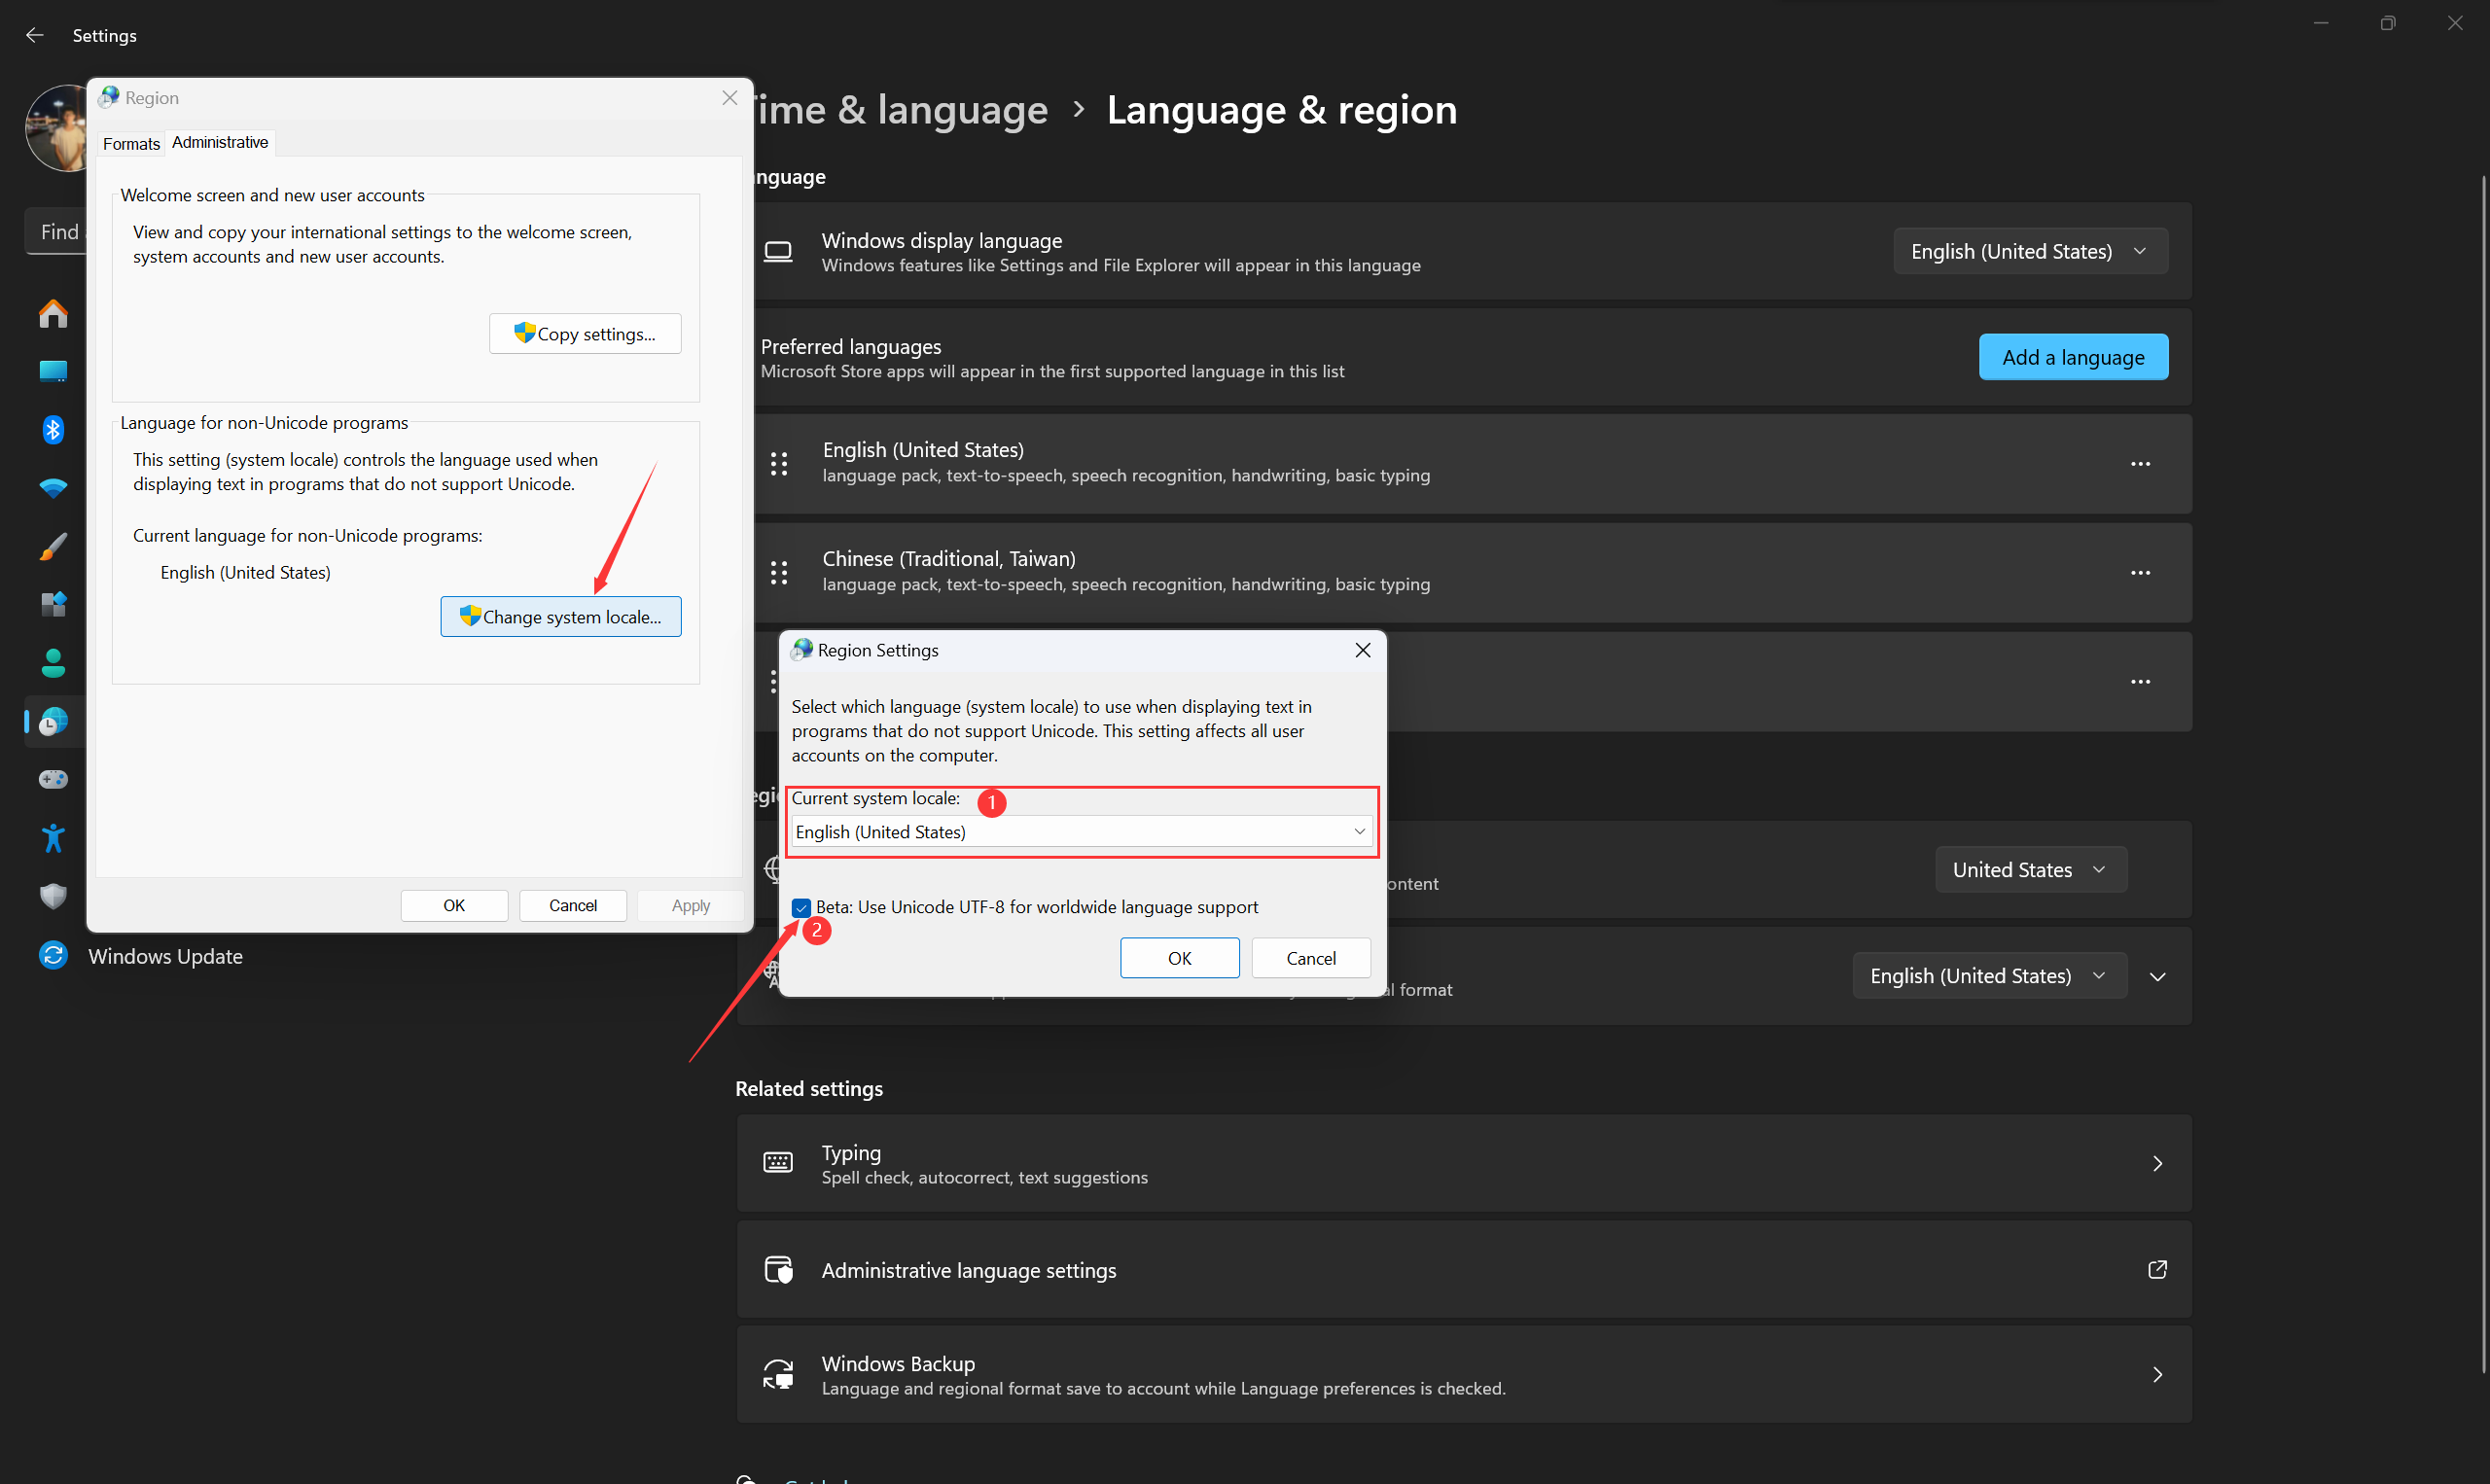 Settings
Region
Formats
Administrative
Welcome screen and new user accounts
View and copy your international settings to the welcome screen,
system accounts and new user accounts.
Copy settings...
Language for non-Unicode programs
This setting (system locale) controls the language used when
displaying text in programs that do not support Unicode.
Current language for non-Unicode programs:
English (United States)
Change system locale...
OK
Cancel
Apply
Find
Windows Update
ime & language > Language & region
nguage
Windows display language
Windows features like Settings and File Explorer will appear in this language
English (United States)
Preferred languages
Microsoft Store apps will appear in the first supported language in this list
Add a language
English (United States)
language pack, text-to-speech, speech recognition, handwriting, basic typing
Chinese (Traditional, Taiwan)
language pack, text-to-speech, speech recognition, handwriting, basic typing
Region Settings
Select which language (system locale) to use when displaying text in
programs that do not support Unicode. This setting affects all user
accounts on the computer.
Current system locale:
1
English (United States)
Beta: Use Unicode UTF-8 for worldwide language support
2
OK
Cancel
egi
ontent
United States
al format
English (United States)
Related settings
Typing
Spell check, autocorrect, text suggestions
Administrative language settings
Windows Backup
Language and regional format save to account while Language preferences is checked.